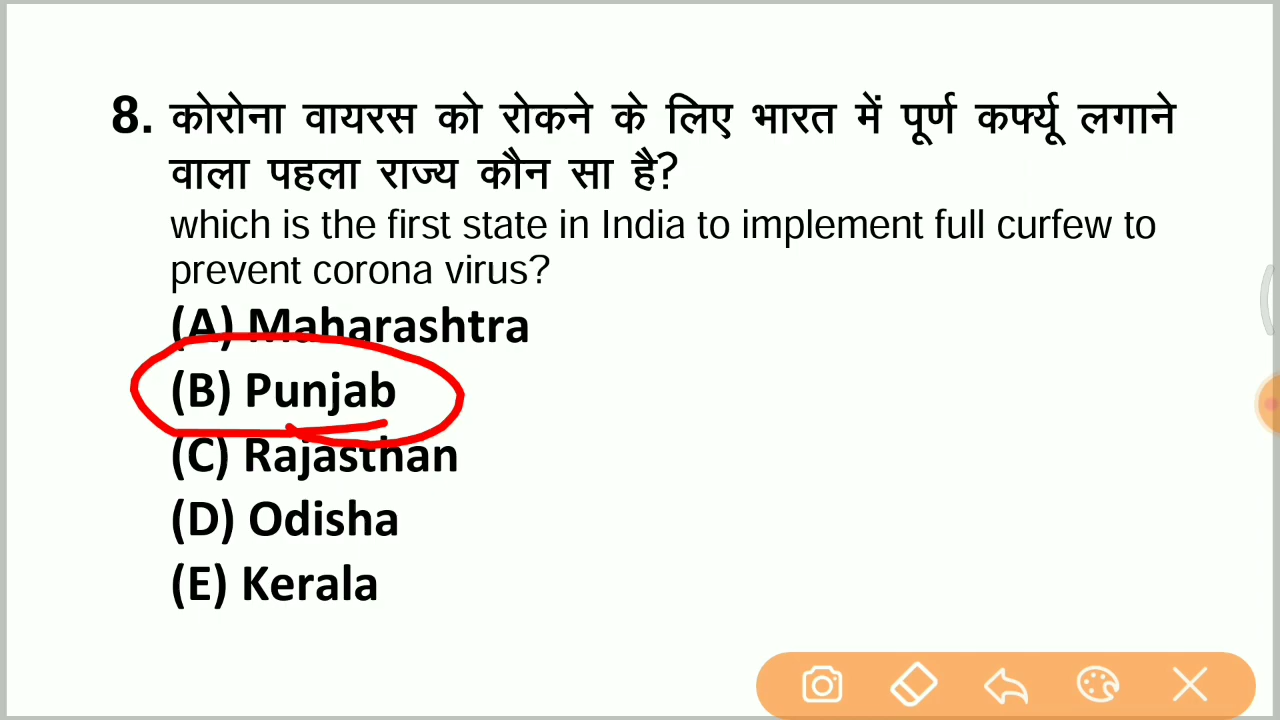 8. कोरोना वायरस को रोकने के लिए भारत में पूर्ण कर्फ्यू लगाने
वाला पहला राज्य कौन सा है?
which is the first state in India to implement full curfew to
prevent corona virus?
(A) Maharashtra
(B) Punjab
(C) Rajasthan
(D) Odisha
(E) Kerala